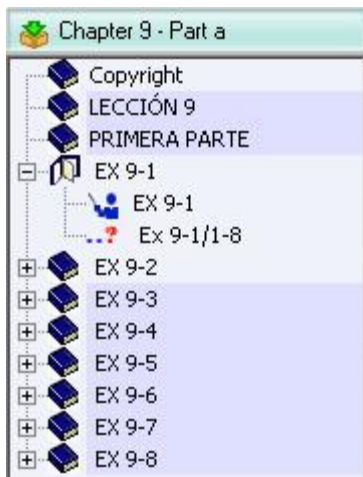 Chapter 9 - Part a
Copyright
LECCIÓN 9
PRIMERA PARTE
EX 9-1
EX 9-1
Ex 9-1/1-8
EX 9-2
EX 9-3
EX 9-4
EX 9-5
EX 9-6
EX 9-7
EX 9-8